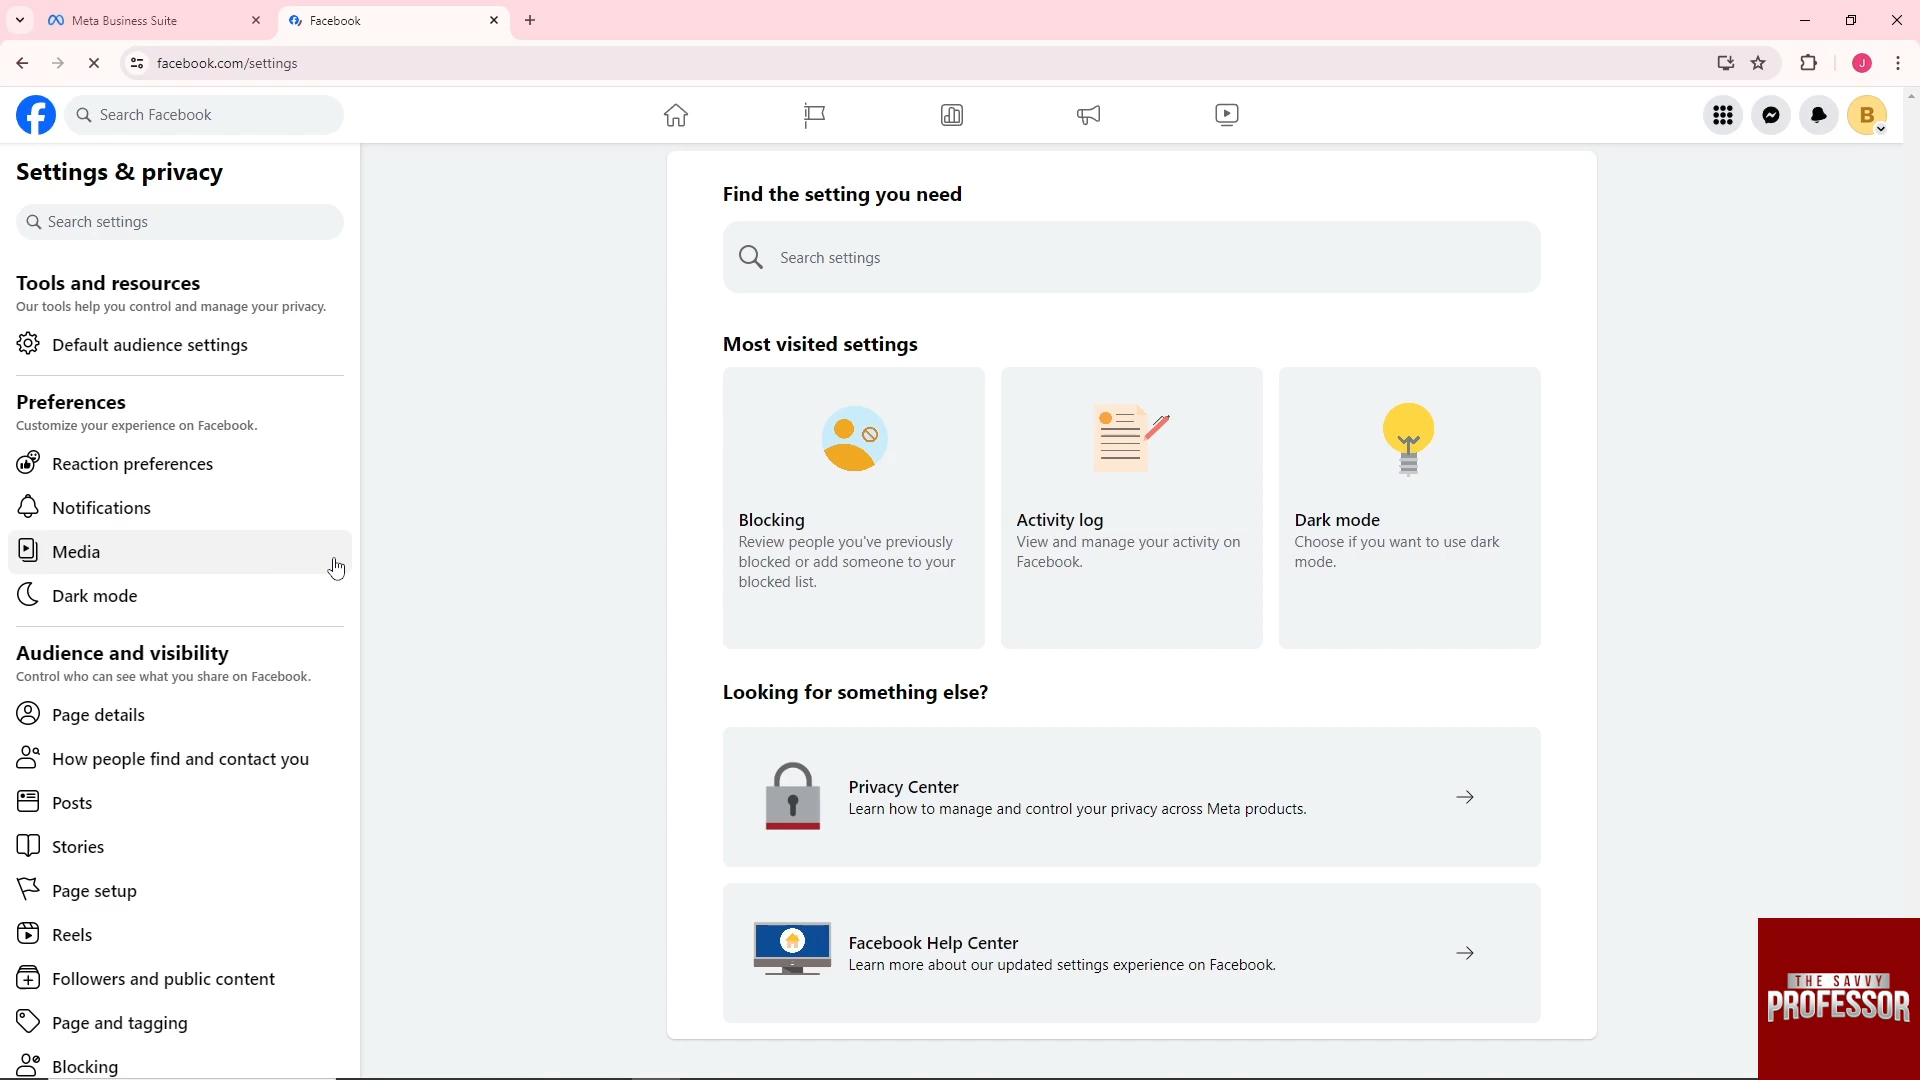 Meta Business Suite
Facebook
facebook.com/settings
J
Search Facebook
B
Settings & privacy
Search settings
Tools and resources
Our tools help you control and manage your privacy.
Default audience settings
Preferences
Customize your experience on Facebook.
Reaction preferences
Notifications
Media
Dark mode
Audience and visibility
Control who can see what you share on Facebook.
Page details
How people find and contact you
Posts
Stories
Page setup
Reels
Followers and public content
Page and tagging
Blocking
Find the setting you need
Search settings
Most visited settings
Blocking
Review people you've previously
blocked or add someone to your
blocked list.
Activity log
View and manage your activity on
Facebook.
Dark mode
Choose if you want to use dark
mode.
Looking for something else?
Privacy Center
Learn how to manage and control your privacy across Meta products.
Facebook Help Center
Learn more about our updated settings experience on Facebook.
THE SAVVY
PROFESSOR